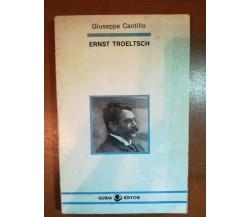 Giuseppe Cantillo
ERNST TROELTSCH
GUIDA EDITORI